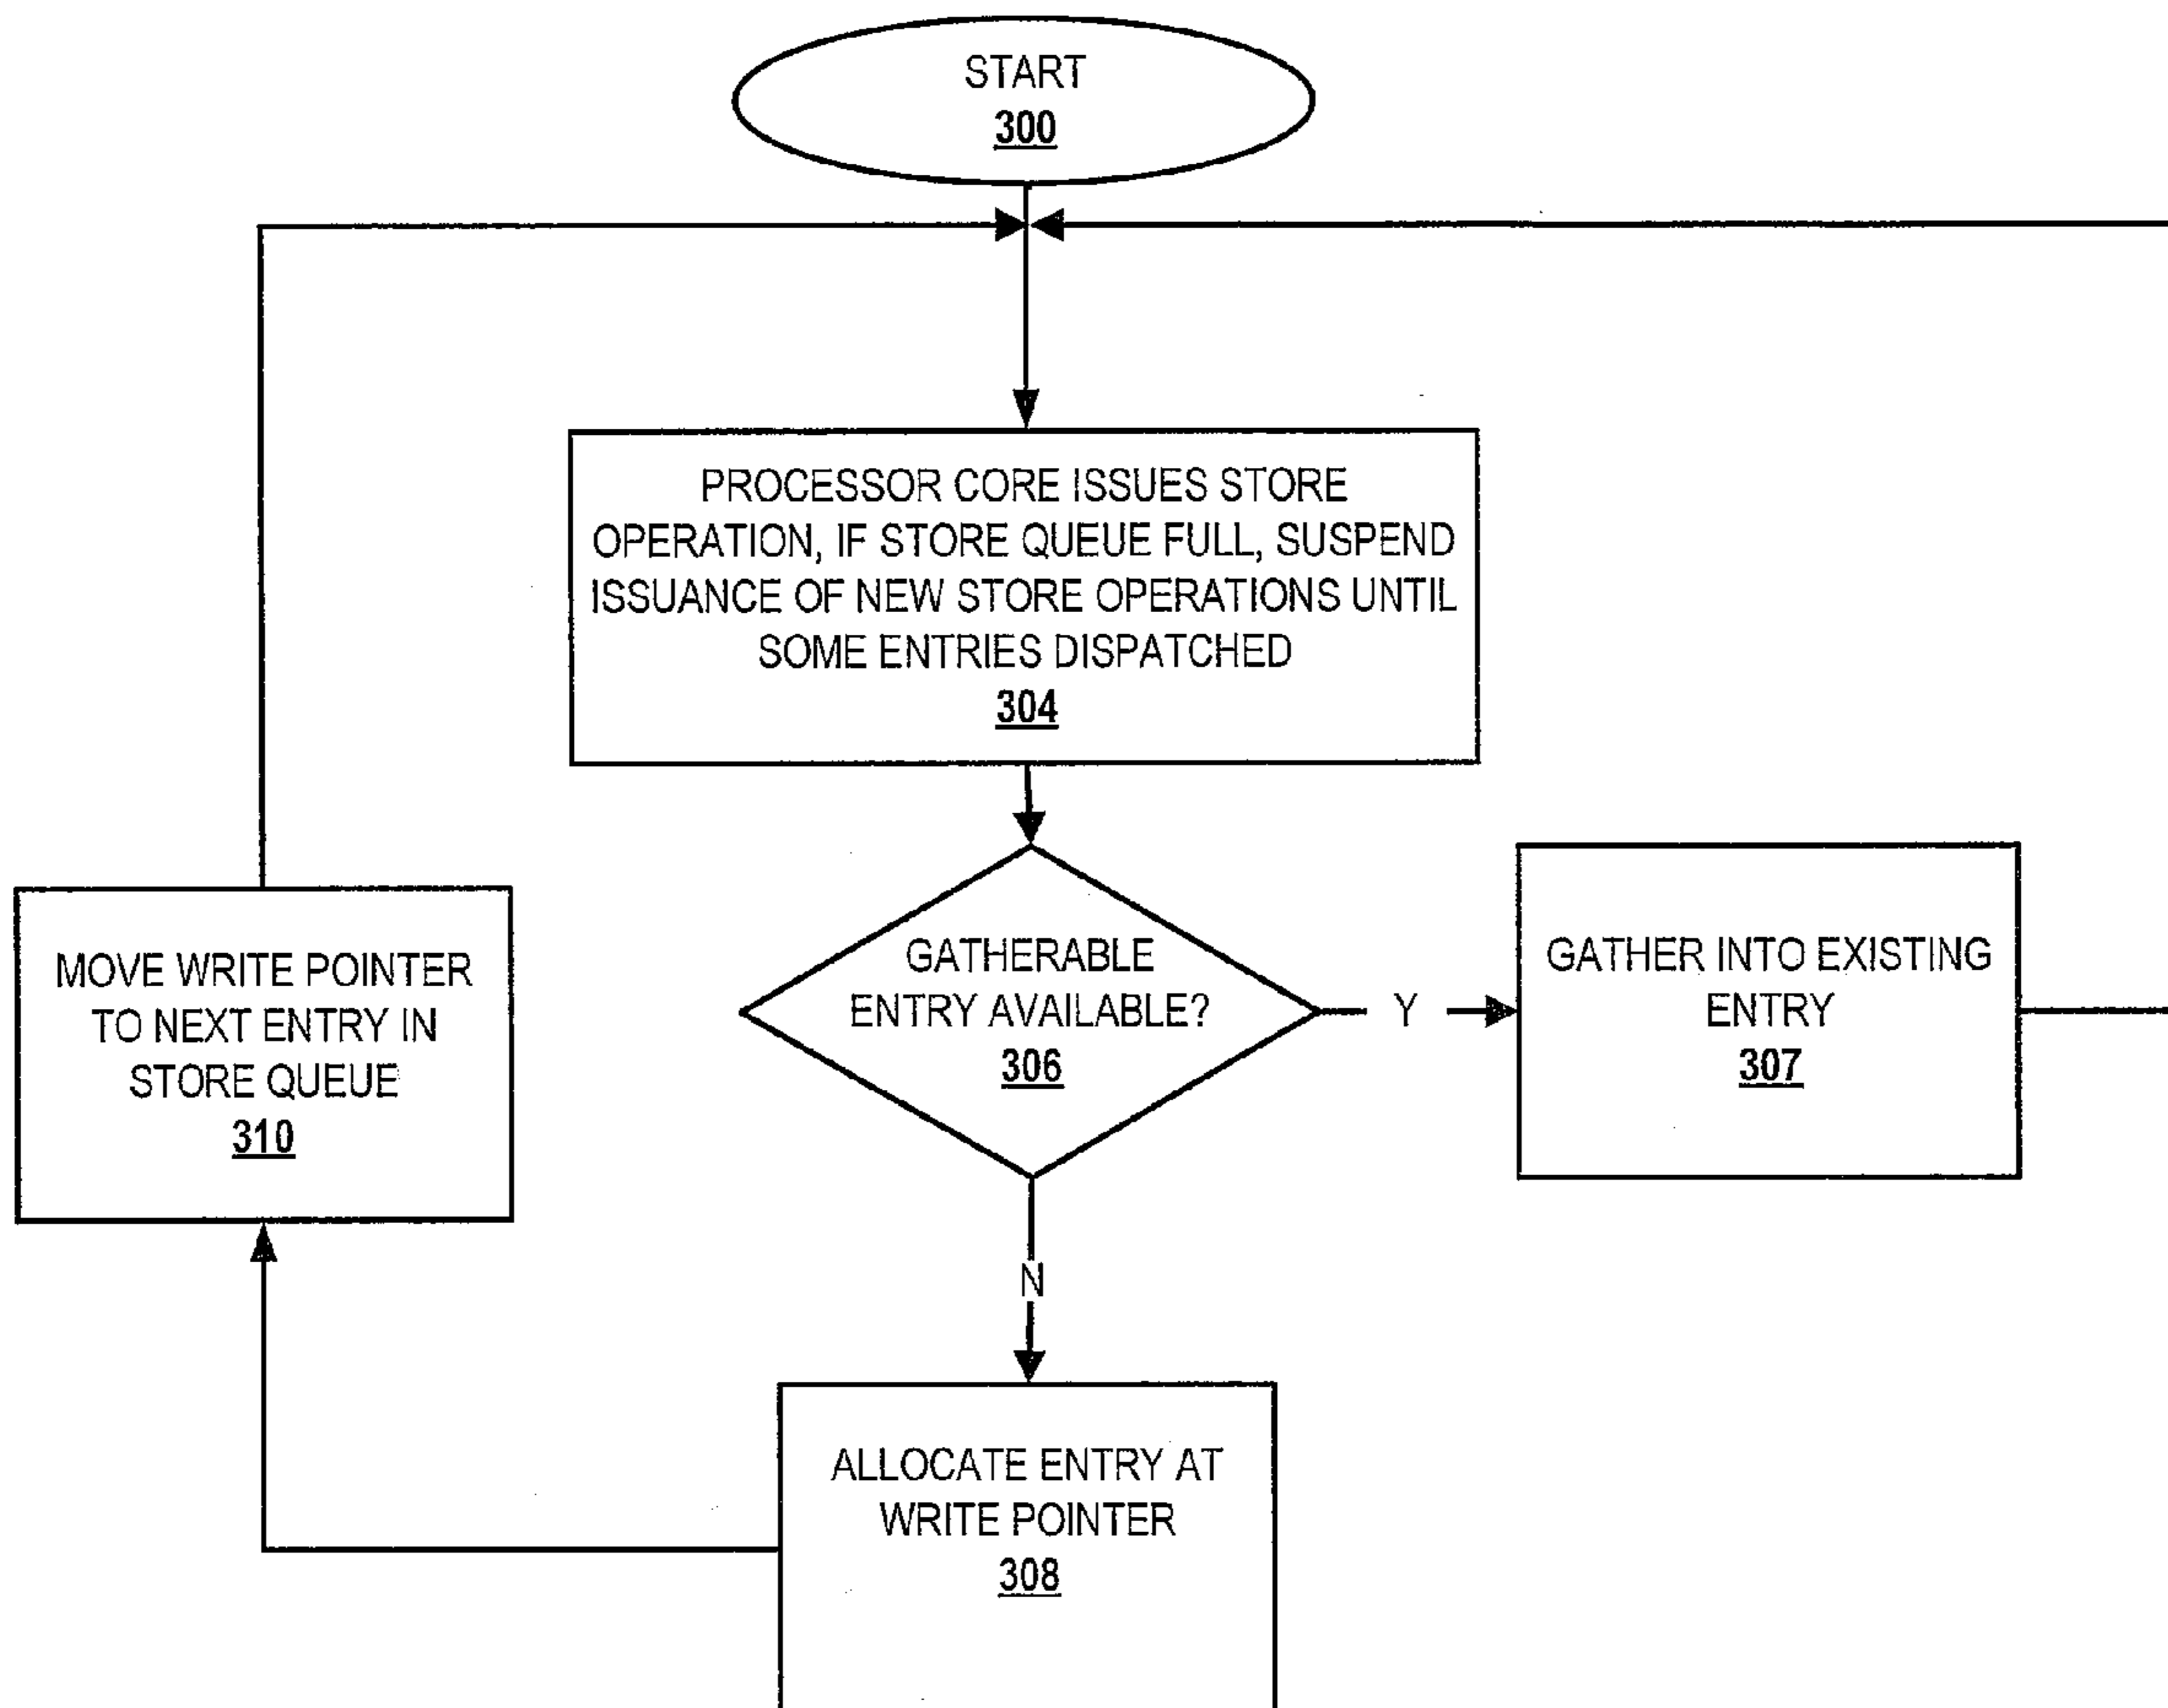 START
300
PROCESSOR CORE ISSUES STORE
OPERATION, IF STORE QUEUE FULL, SUSPEND
ISSUANCE OF NEW STORE OPERATIONS UNTIL
SOME ENTRIES DISPATCHED
304
GATHERABLE
ENTRY AVAILABLE?
306
Y
GATHER INTO EXISTING
ENTRY
307
MOVE WRITE POINTER
TO NEXT ENTRY IN
STORE QUEUE
310
N
ALLOCATE ENTRY AT
WRITE POINTER
308